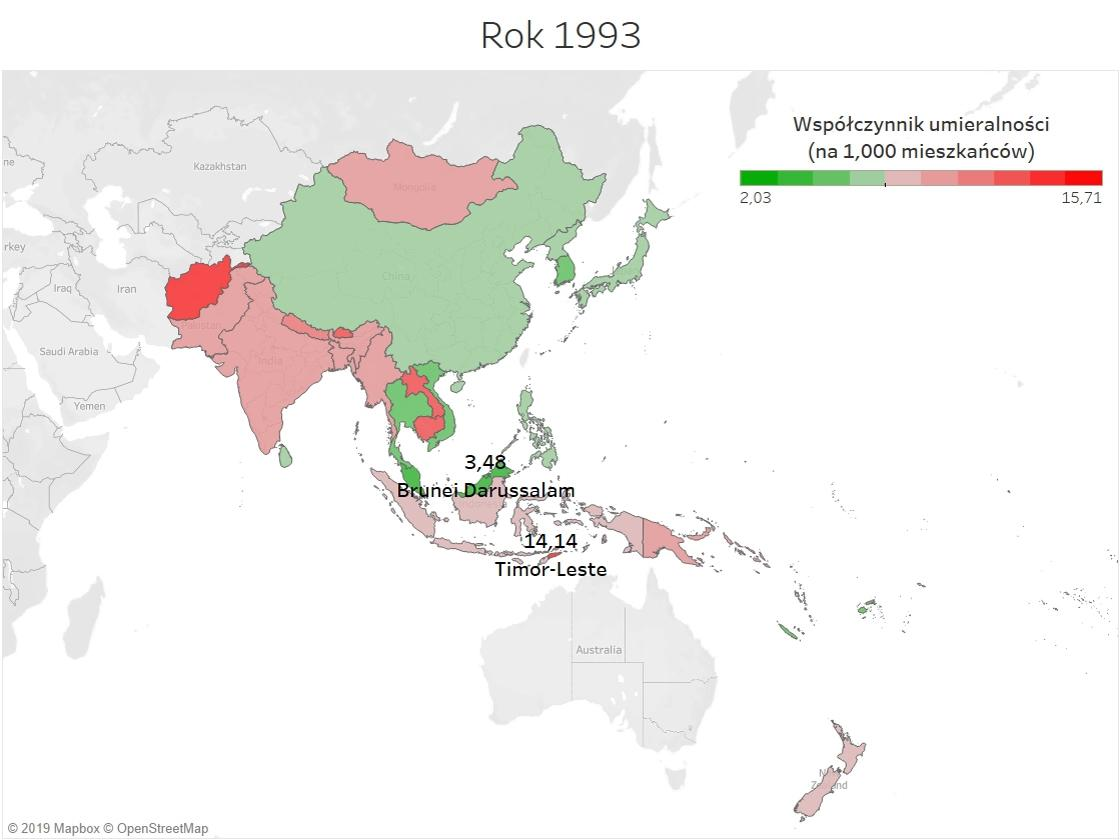 Rok 1993
Współczynnik umieralności
(na 1,000 mieszkańców)
2,03
15,71
Kazakhstan
Mongolia
rkey
Iraq
Iran
China
Pakistan
India
Saudi Arabia
Yemen
3,48
Brunei Darussalam
Indonesia
14,14
Timor-Leste
Australia
© 2019 Mapbox © OpenStreetMap